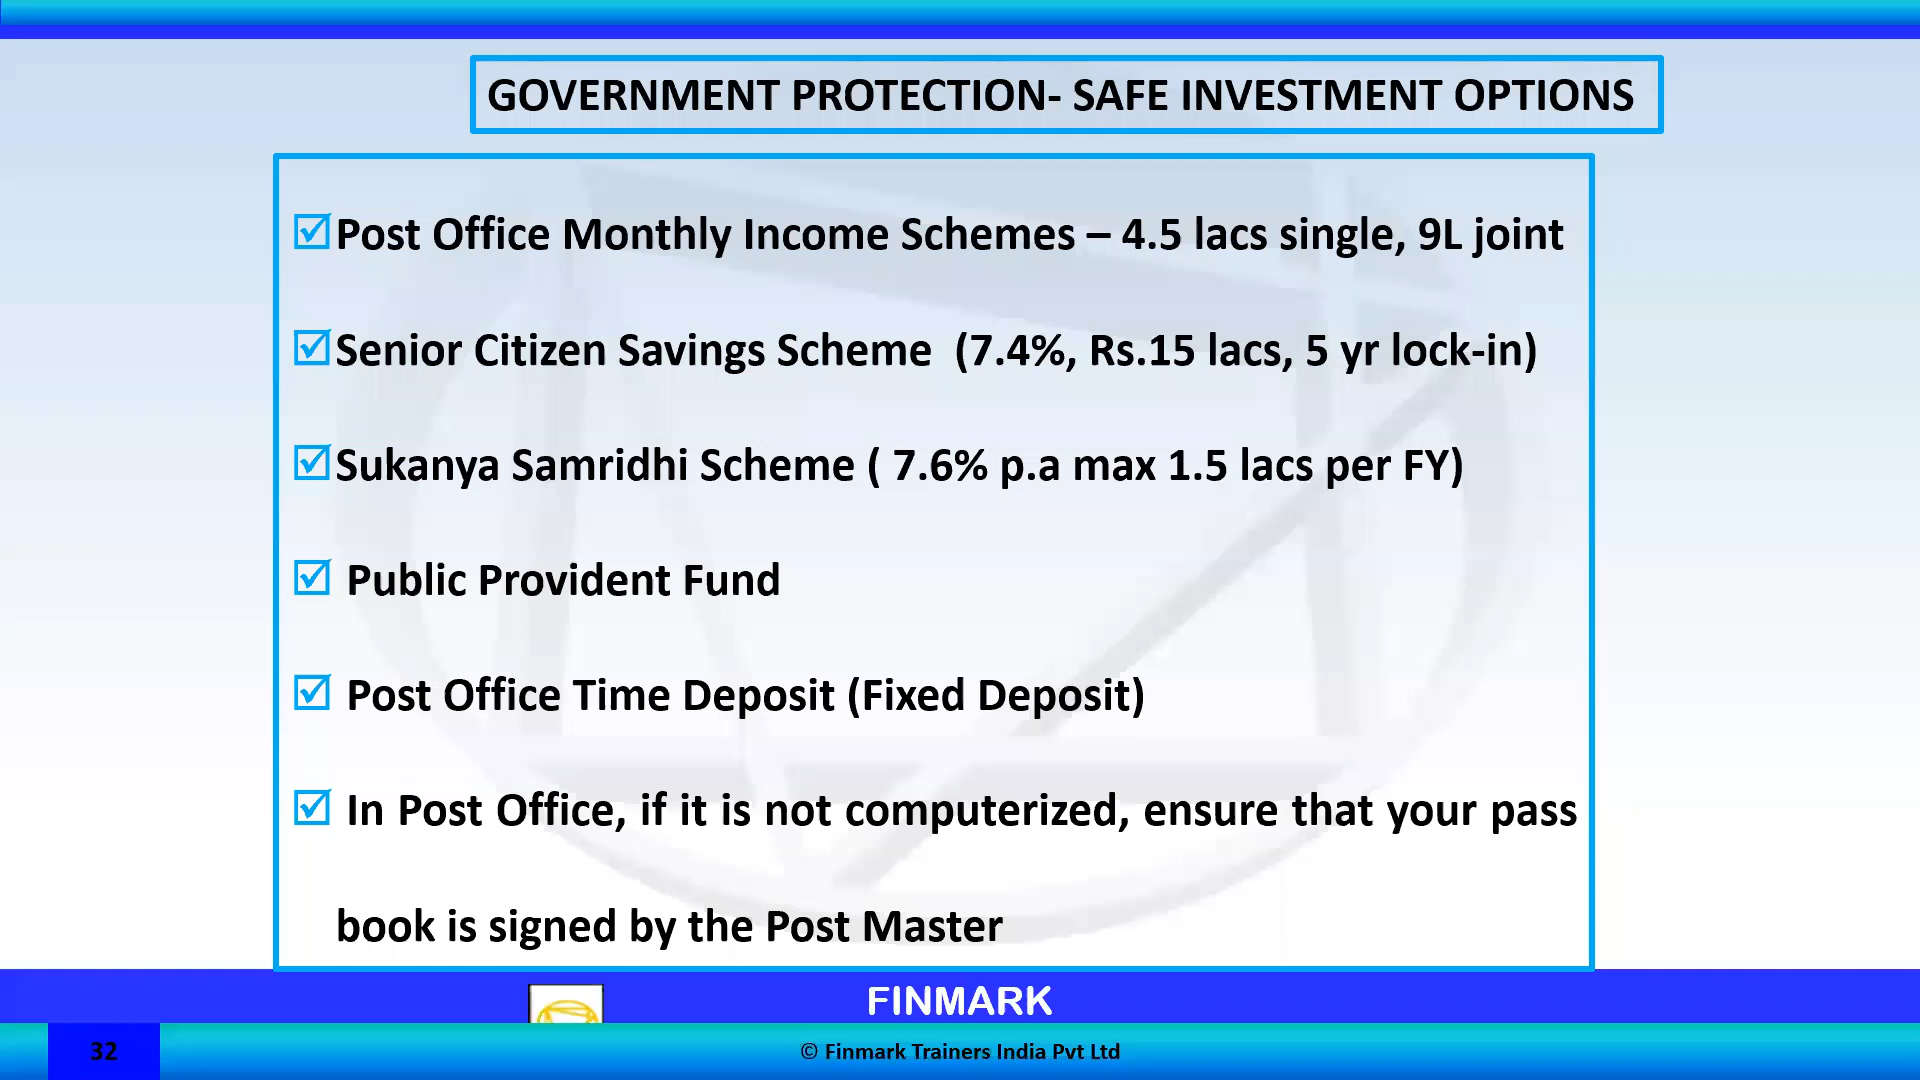 GOVERNMENT PROTECTION- SAFE INVESTMENT OPTIONS
Post Office Monthly Income Schemes – 4.5 lacs single, 9L joint
Senior Citizen Savings Scheme (7.4%, Rs.15 lacs, 5 yr lock-in)
Sukanya Samridhi Scheme ( 7.6% p.a max 1.5 lacs per FY)
Public Provident Fund
Post Office Time Deposit (Fixed Deposit)
In Post Office, if it is not computerized, ensure that your pass
book is signed by the Post Master
FINMARK
32
© Finmark Trainers India Pvt Ltd